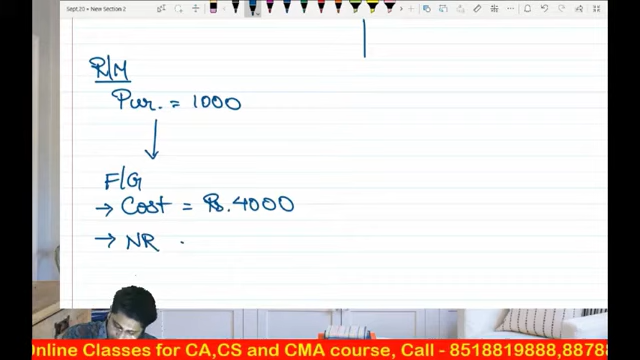 Sept.20 • New Section 2
R/M
Pur. = 1000
F/G
→ Cost = Rs. 4000
→ NR
Online Classes for CA,CS and CMA course, Call - 8518819888,88788